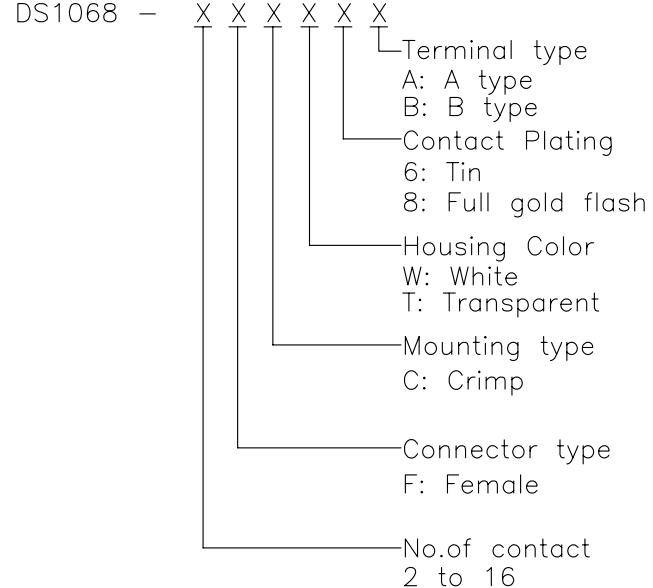 DS1068 - X X X X X X
Terminal type
A: A type
B: B type
Contact Plating
6: Tin
8: Full gold flash
Housing Color
W: White
T: Transparent
Mounting type
C: Crimp
Connector type
F: Female
No.of contact
2 to 16